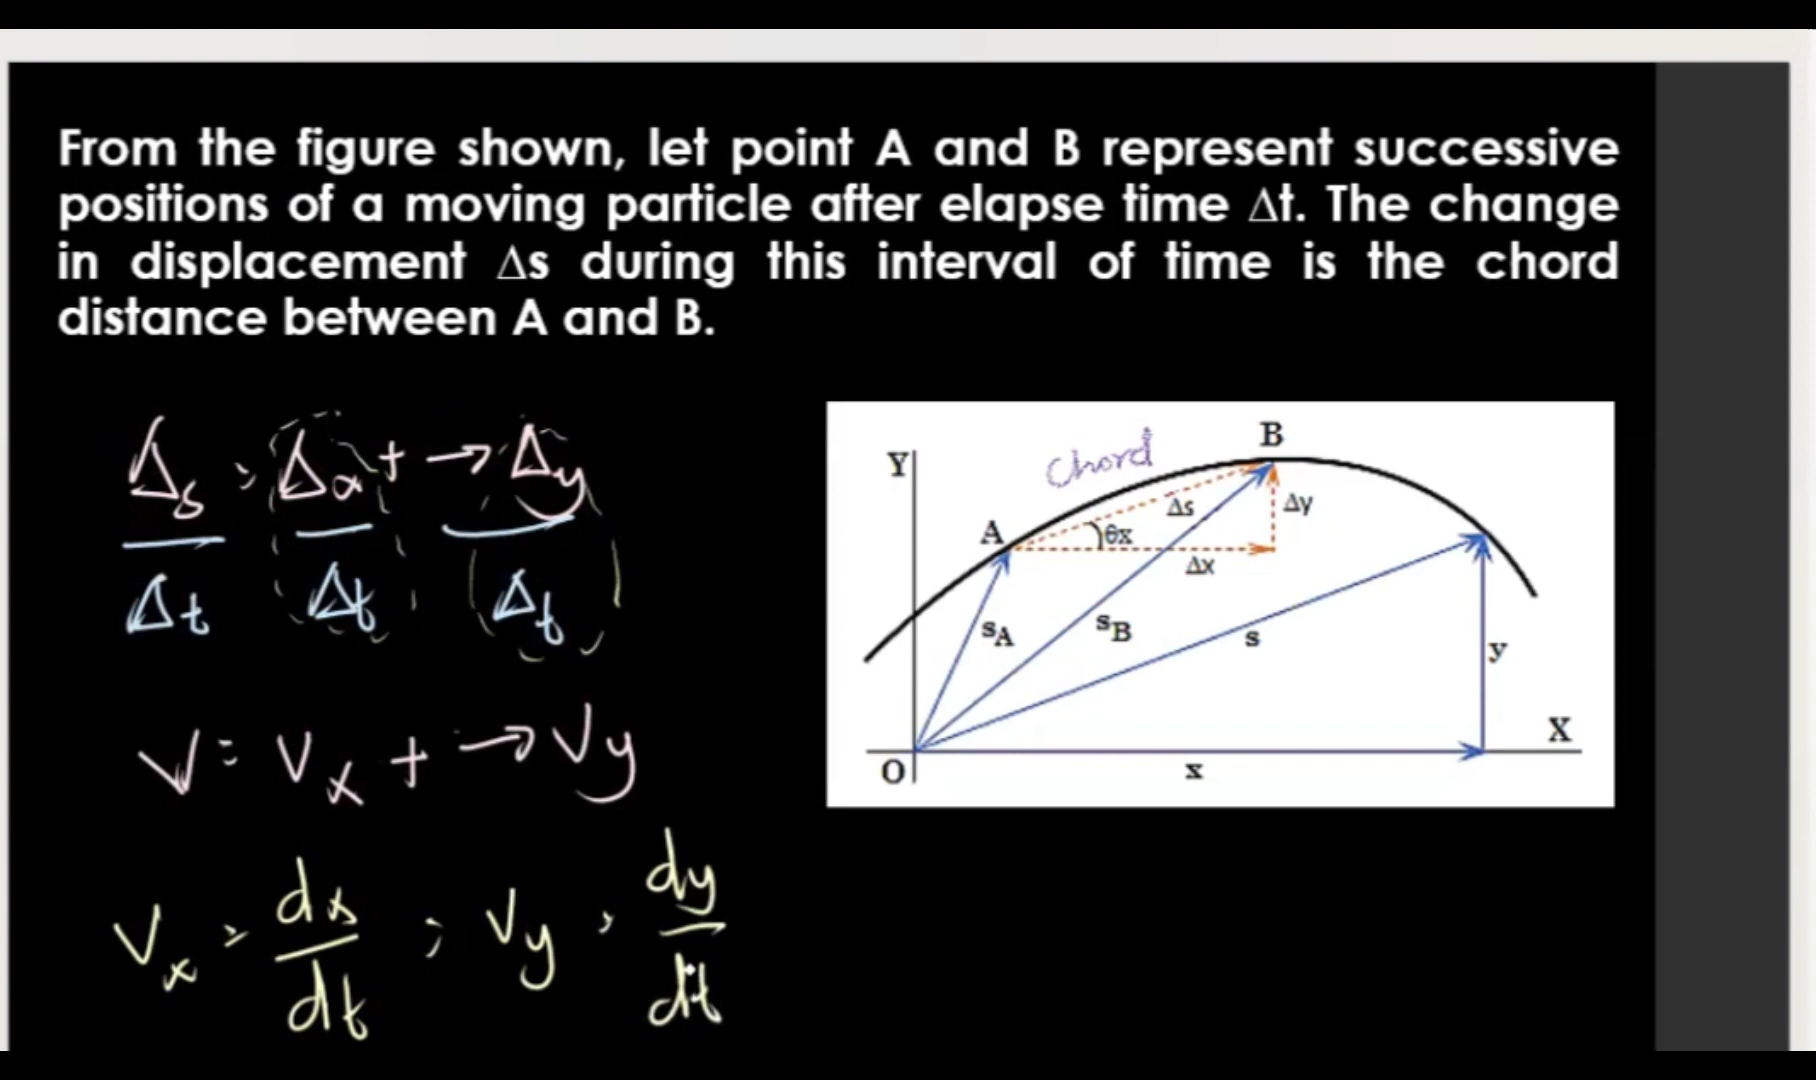 From the figure shown, let point A and B represent successive
positions of a moving particle after elapse time Δt. The change
in displacement Δs during this interval of time is the chord
distance between A and B.
Δs = Δx +→ Δy
Δt Δt Δt
V = Vx +→ Vy
Vx = dx/dt ; Vy = dy/dt
Chord
B
Y
A
Δs
Δy
θx
Δx
sA
sB
s
y
X
O
x